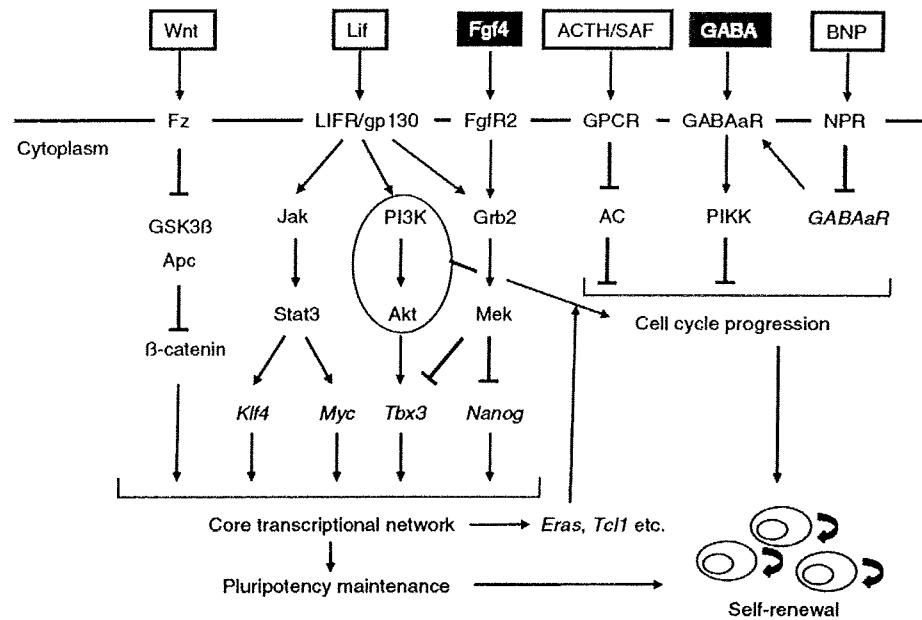 Wnt Lif Fgf4 ACTH/SAF GABA BNP
Fz LIFR/gp130 FgfR2 GPCR GABAaR NPR
Cytoplasm
GSK3ß Jak PI3K Grb2 AC PIKK GABAaR
Apc
Stat3 Akt Mek Cell cycle progression
ß-catenin
Klf4 Myc Tbx3 Nanog
Core transcriptional network Eras, Tcl1 etc.
Pluripotency maintenance
Self-renewal